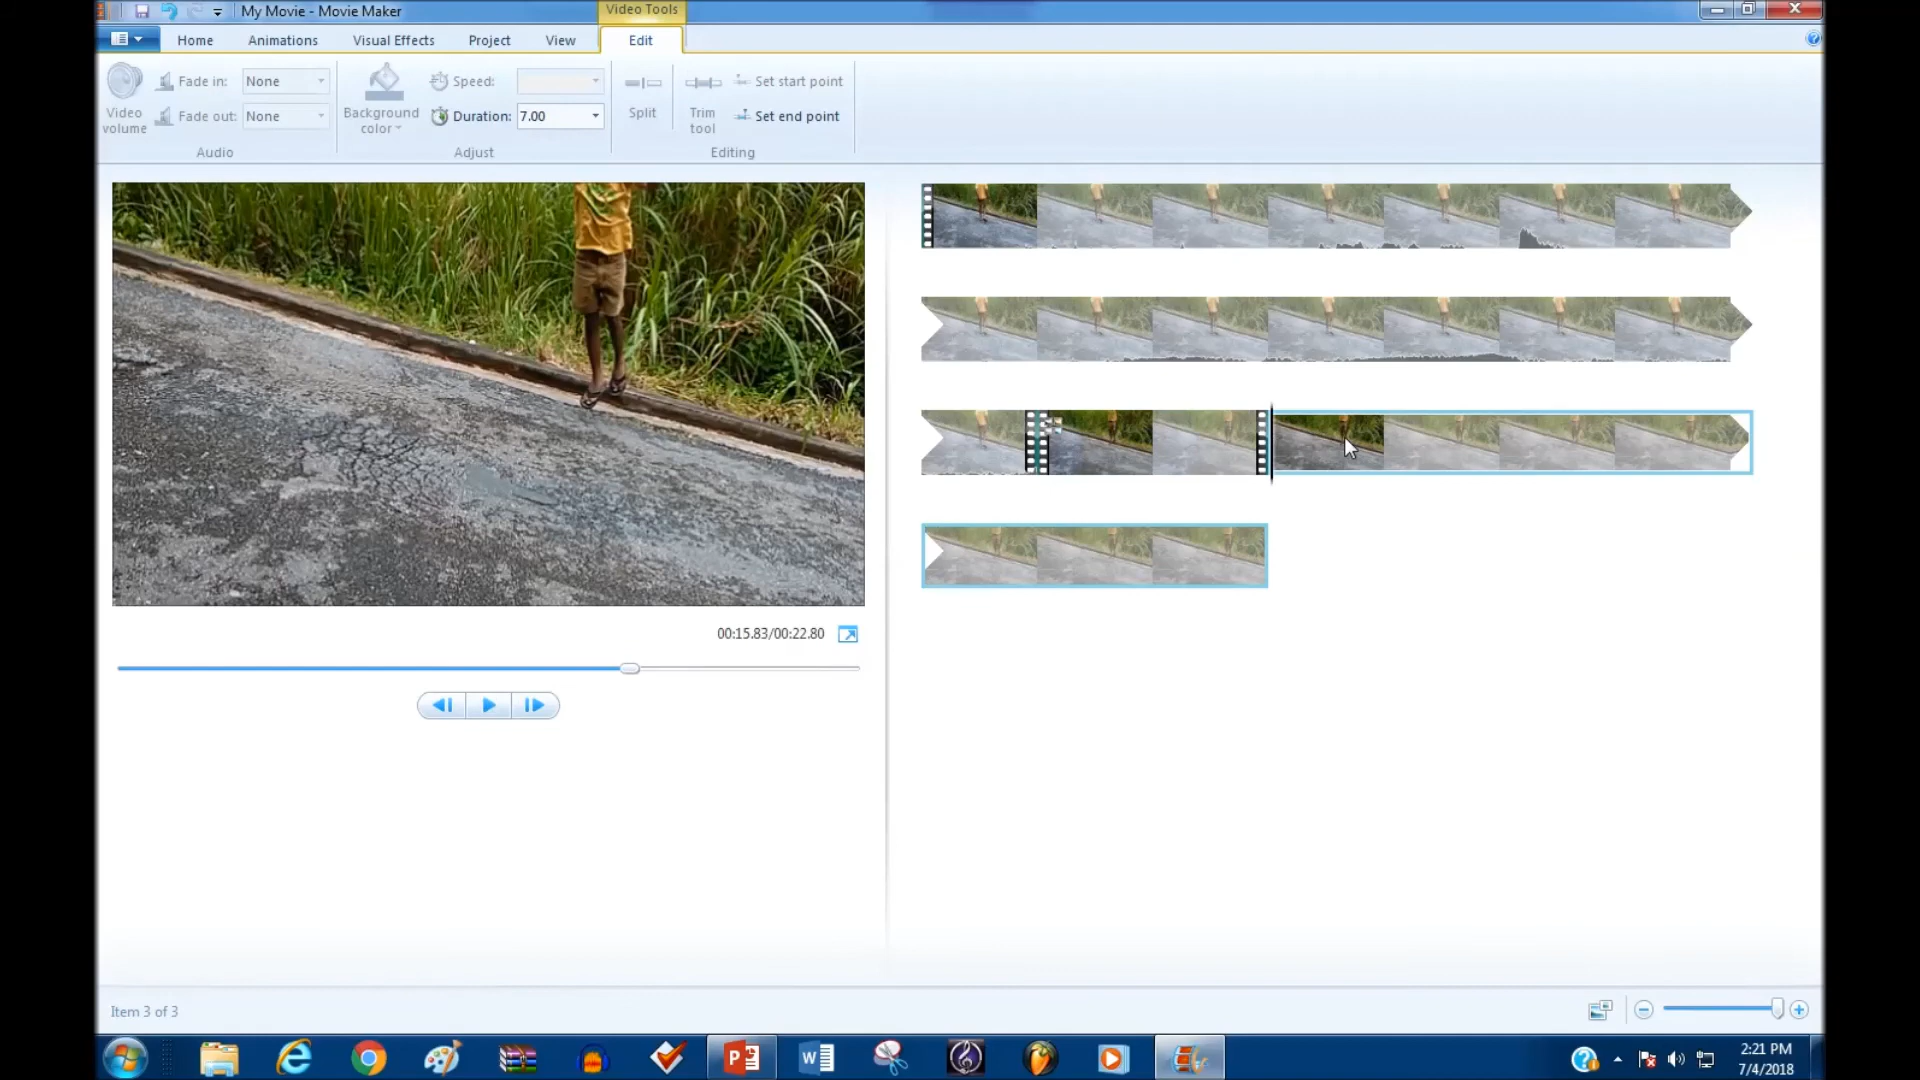 My Movie - Movie Maker
Video Tools
Home
Animations
Visual Effects
Project
View
Edit
Video volume
Fade in: None
Fade out: None
Audio
Background color
Speed:
Duration: 7.00
Adjust
Split
Trim tool
Set start point
Set end point
Editing
00:15.83/00:22.80
Item 3 of 3
2:21 PM
7/4/2018